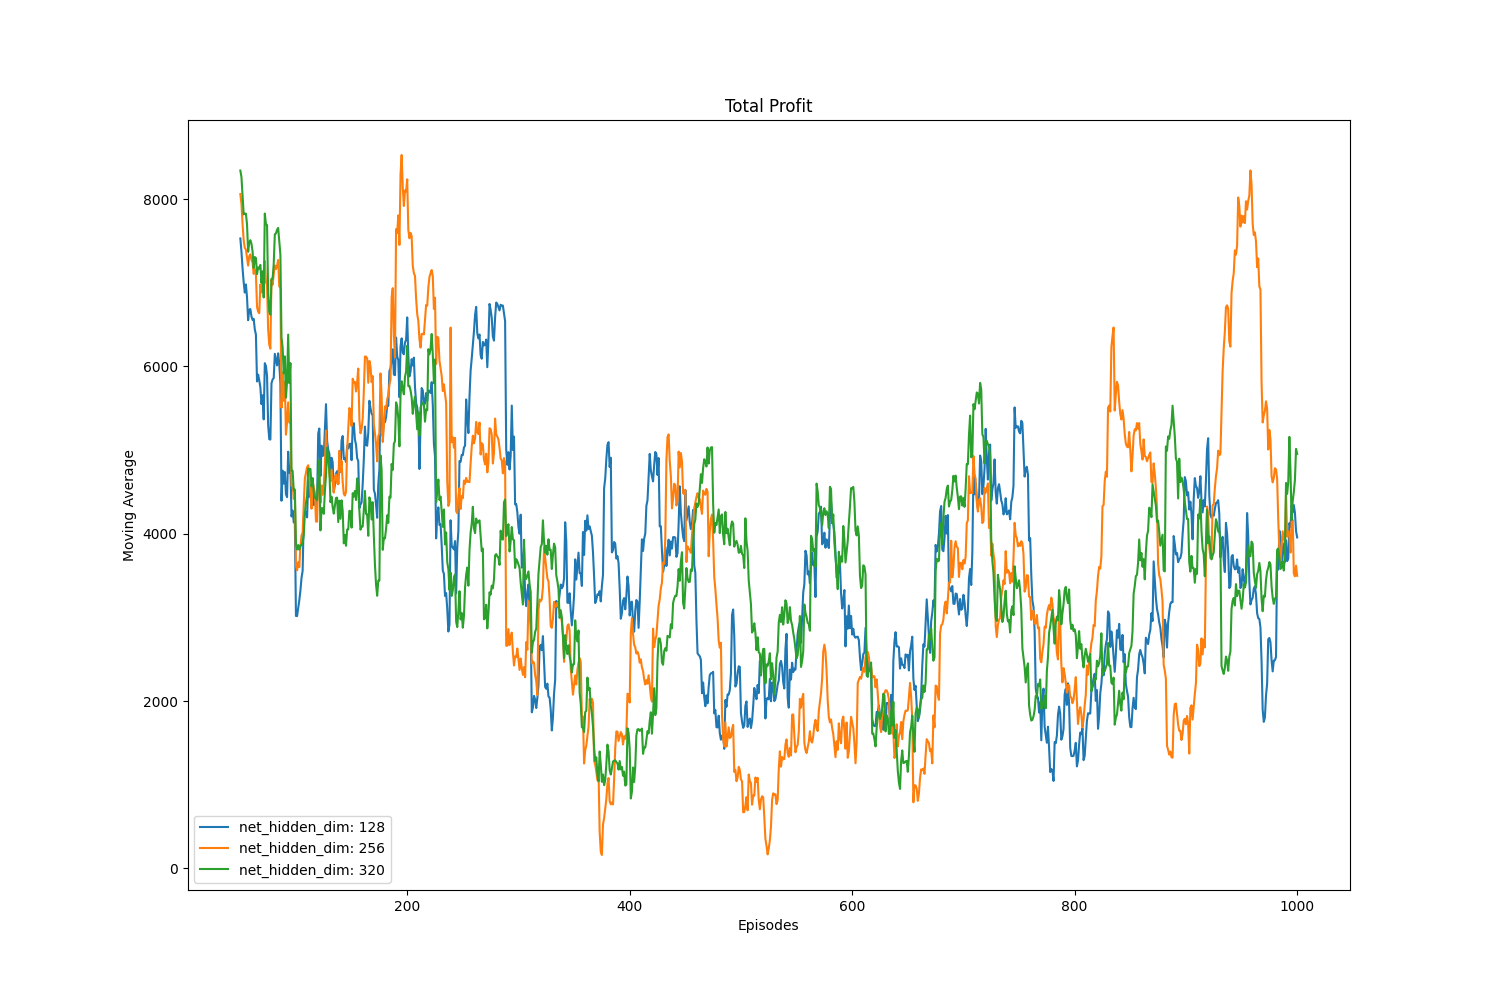 Total Profit
Moving Average
8000
6000
4000
2000
0
200
400
600
800
1000
Episodes
net_hidden_dim: 128
net_hidden_dim: 256
net_hidden_dim: 320